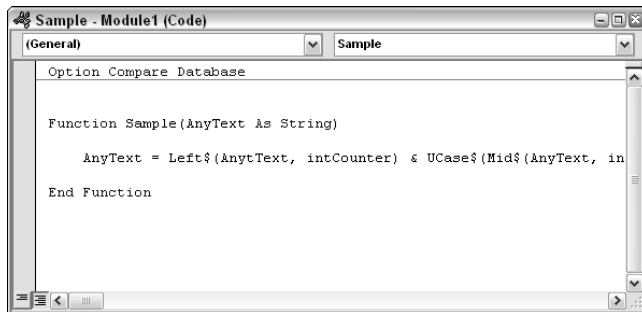 Sample - Module1 (Code)
(General) Sample
Option Compare Database
Function Sample(AnyText As String)
AnyText = Left$(AnytText, intCounter) & UCase$(Mid$(AnyText, in
End Function